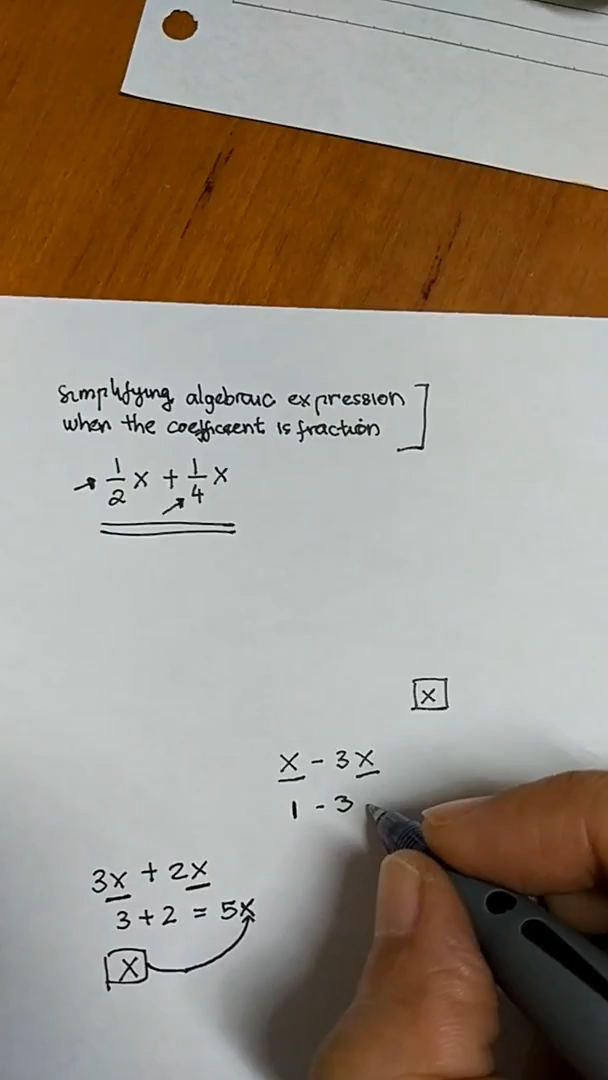 Simplifying algebraic expression
when the coefficient is fraction
1/2 x + 1/4 x
x
x - 3x
1 - 3
3x + 2x
3 + 2 = 5x
x